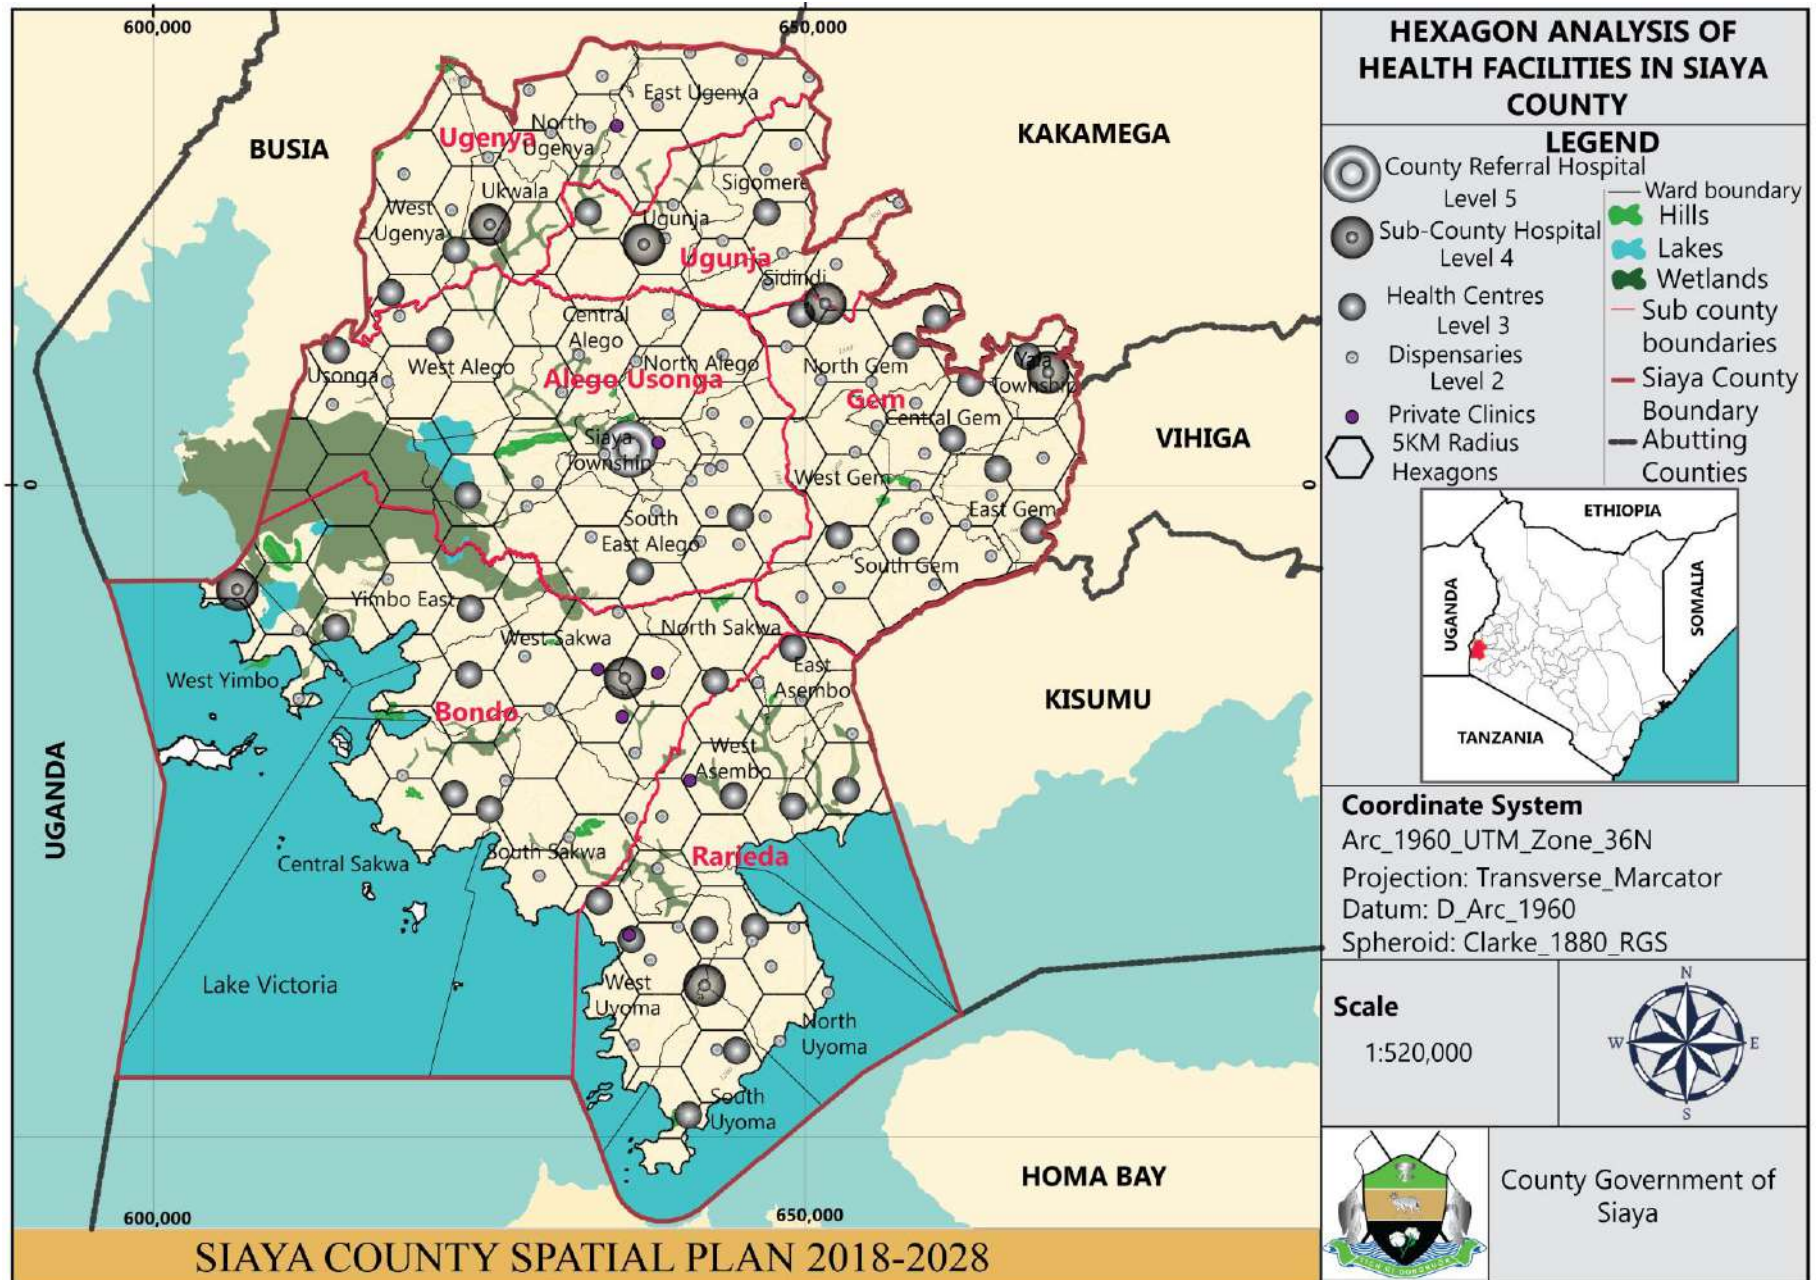 600,000
650,000
BUSIA
KAKAMEGA
East Ugenya
North
Ugenya
Ugenya
Ukwala
Sigomere
West
Ugenya
Ugunja
Ugunja
Sidindi
Central
Alego
Usonga
West Alego
North Alego
Alego Usonga
North Gem
Yala
Township
Gem
Central Gem
VIHIGA
Siaya
Township
West Gem
0
0
East Gem
South
East Alego
South Gem
Yimbo East
West Sakwa
North Sakwa
East
Asembo
West Yimbo
KISUMU
Bondo
West
Asembo
UGANDA
Central Sakwa
South Sakwa
Rarieda
Lake Victoria
West
Uyoma
North
Uyoma
South
Uyoma
HOMA BAY
600,000
650,000
SIAYA COUNTY SPATIAL PLAN 2018-2028
HEXAGON ANALYSIS OF
HEALTH FACILITIES IN SIAYA
COUNTY
LEGEND
County Referral Hospital
Level 5
Sub-County Hospital
Level 4
Health Centres
Level 3
Dispensaries
Level 2
Private Clinics
5KM Radius
Hexagons
Ward boundary
Hills
Lakes
Wetlands
Sub county
boundaries
Siaya County
Boundary
Abutting
Counties
ETHIOPIA
UGANDA
SOMALIA
TANZANIA
Coordinate System
Arc_1960_UTM_Zone_36N
Projection: Transverse_Marcator
Datum: D_Arc_1960
Spheroid: Clarke_1880_RGS
Scale
1:520,000
N
W
E
S
County Government of
Siaya